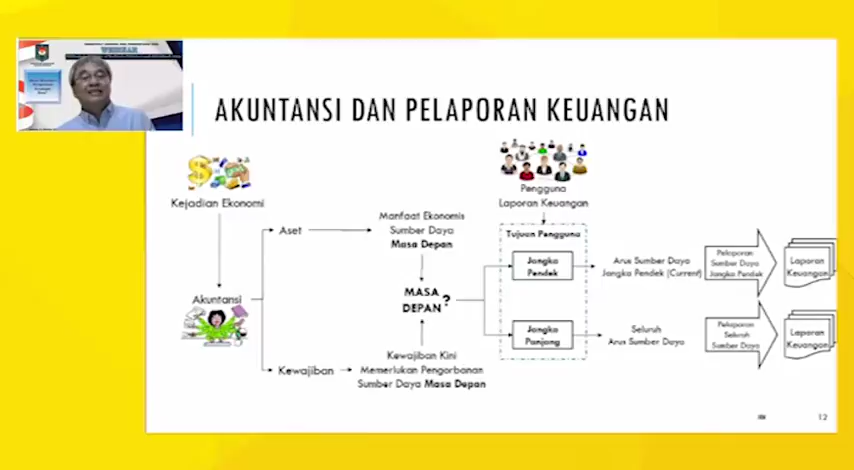 WEBINAR
AKUNTANSI DAN PELAPORAN KEUANGAN
Kejadian Ekonomi
Pengguna
Laporan Keuangan
Aset
Manfaat Ekonomis
Sumber Daya
Masa Depan
Tujuan Pengguna
Jangka
Pendek
Arus Sumber Daya
Jangka Pendek (Current)
Pelaporan
Sumber Daya
Jangka Pendek
Laporan
Keuangan
Akuntansi
MASA
DEPAN ?
Jangka
Panjang
Seluruh
Arus Sumber Daya
Pelaporan
Seluruh
Sumber Daya
Laporan
Keuangan
Kewajiban
Kewajiban Kini
Memerlukan Pengorbanan
Sumber Daya Masa Depan
12